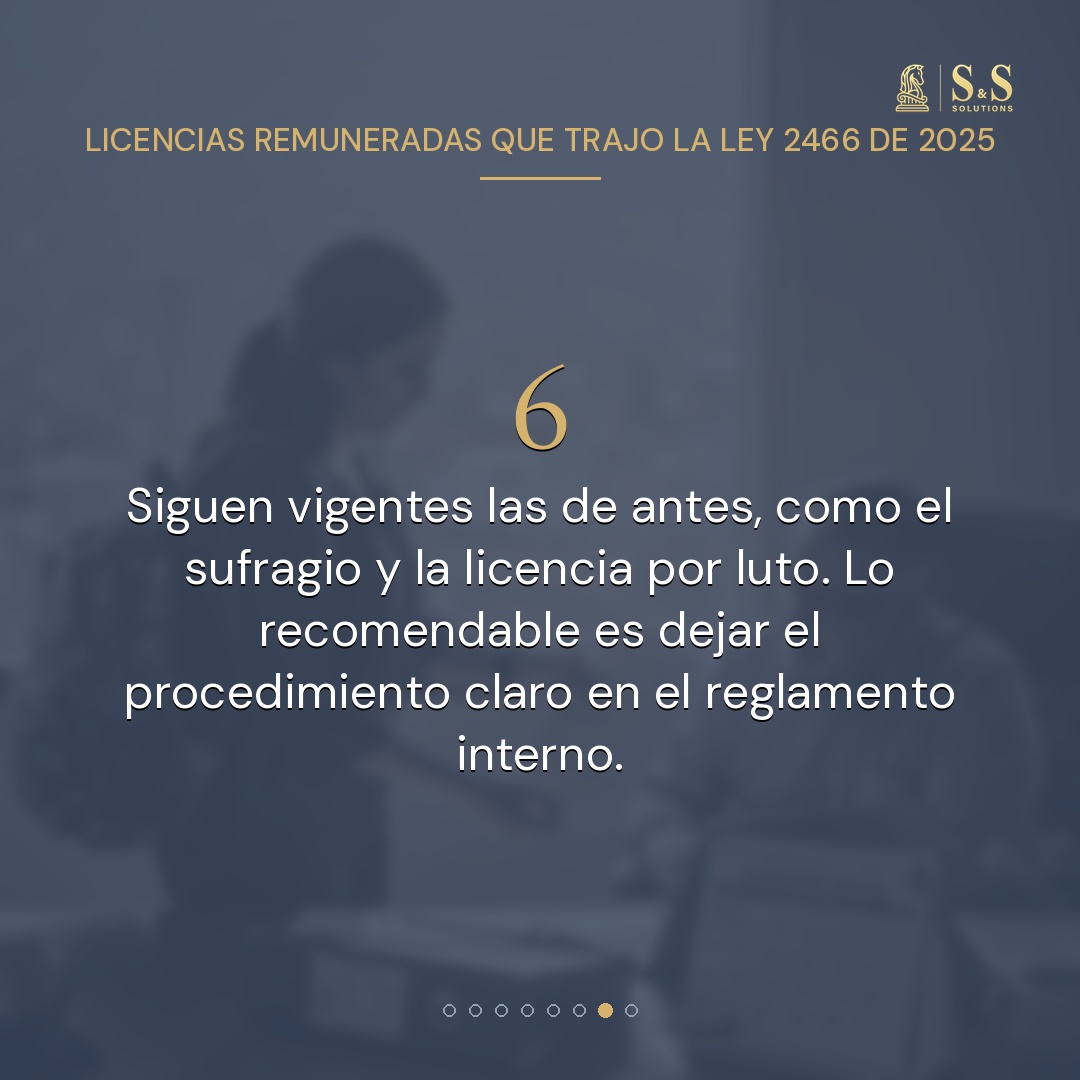 S&S
SOLUTIONS
LICENCIAS REMUNERADAS QUE TRAJO LA LEY 2466 DE 2025
6
Siguen vigentes las de antes, como el
sufragio y la licencia por luto. Lo
recomendable es dejar el
procedimiento claro en el reglamento
interno.